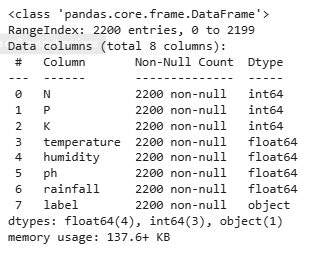 <class 'pandas.core.frame.DataFrame'>
RangeIndex: 2200 entries, 0 to 2199
Data columns (total 8 columns):
 #   Column       Non-Null Count  Dtype
---  ------       --------------  -----
 0   N            2200 non-null   int64
 1   P            2200 non-null   int64
 2   K            2200 non-null   int64
 3   temperature  2200 non-null   float64
 4   humidity     2200 non-null   float64
 5   ph           2200 non-null   float64
 6   rainfall     2200 non-null   float64
 7   label        2200 non-null   object
dtypes: float64(4), int64(3), object(1)
memory usage: 137.6+ KB